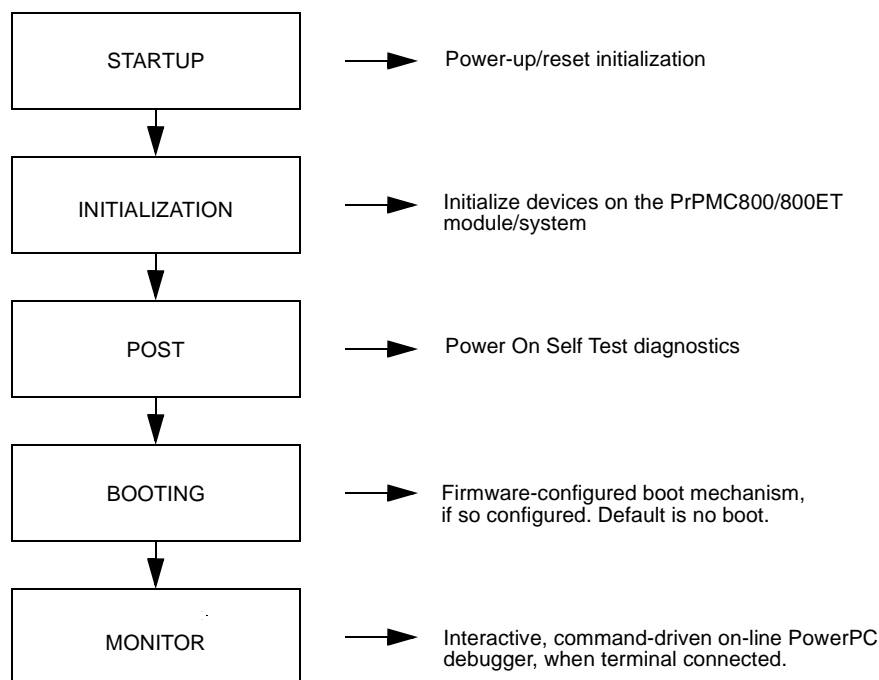 STARTUP
Power-up/reset initialization
INITIALIZATION
Initialize devices on the PrPMC800/800ET
module/system
POST
Power On Self Test diagnostics
BOOTING
Firmware-configured boot mechanism,
if so configured. Default is no boot.
MONITOR
Interactive, command-driven on-line PowerPC
debugger, when terminal connected.